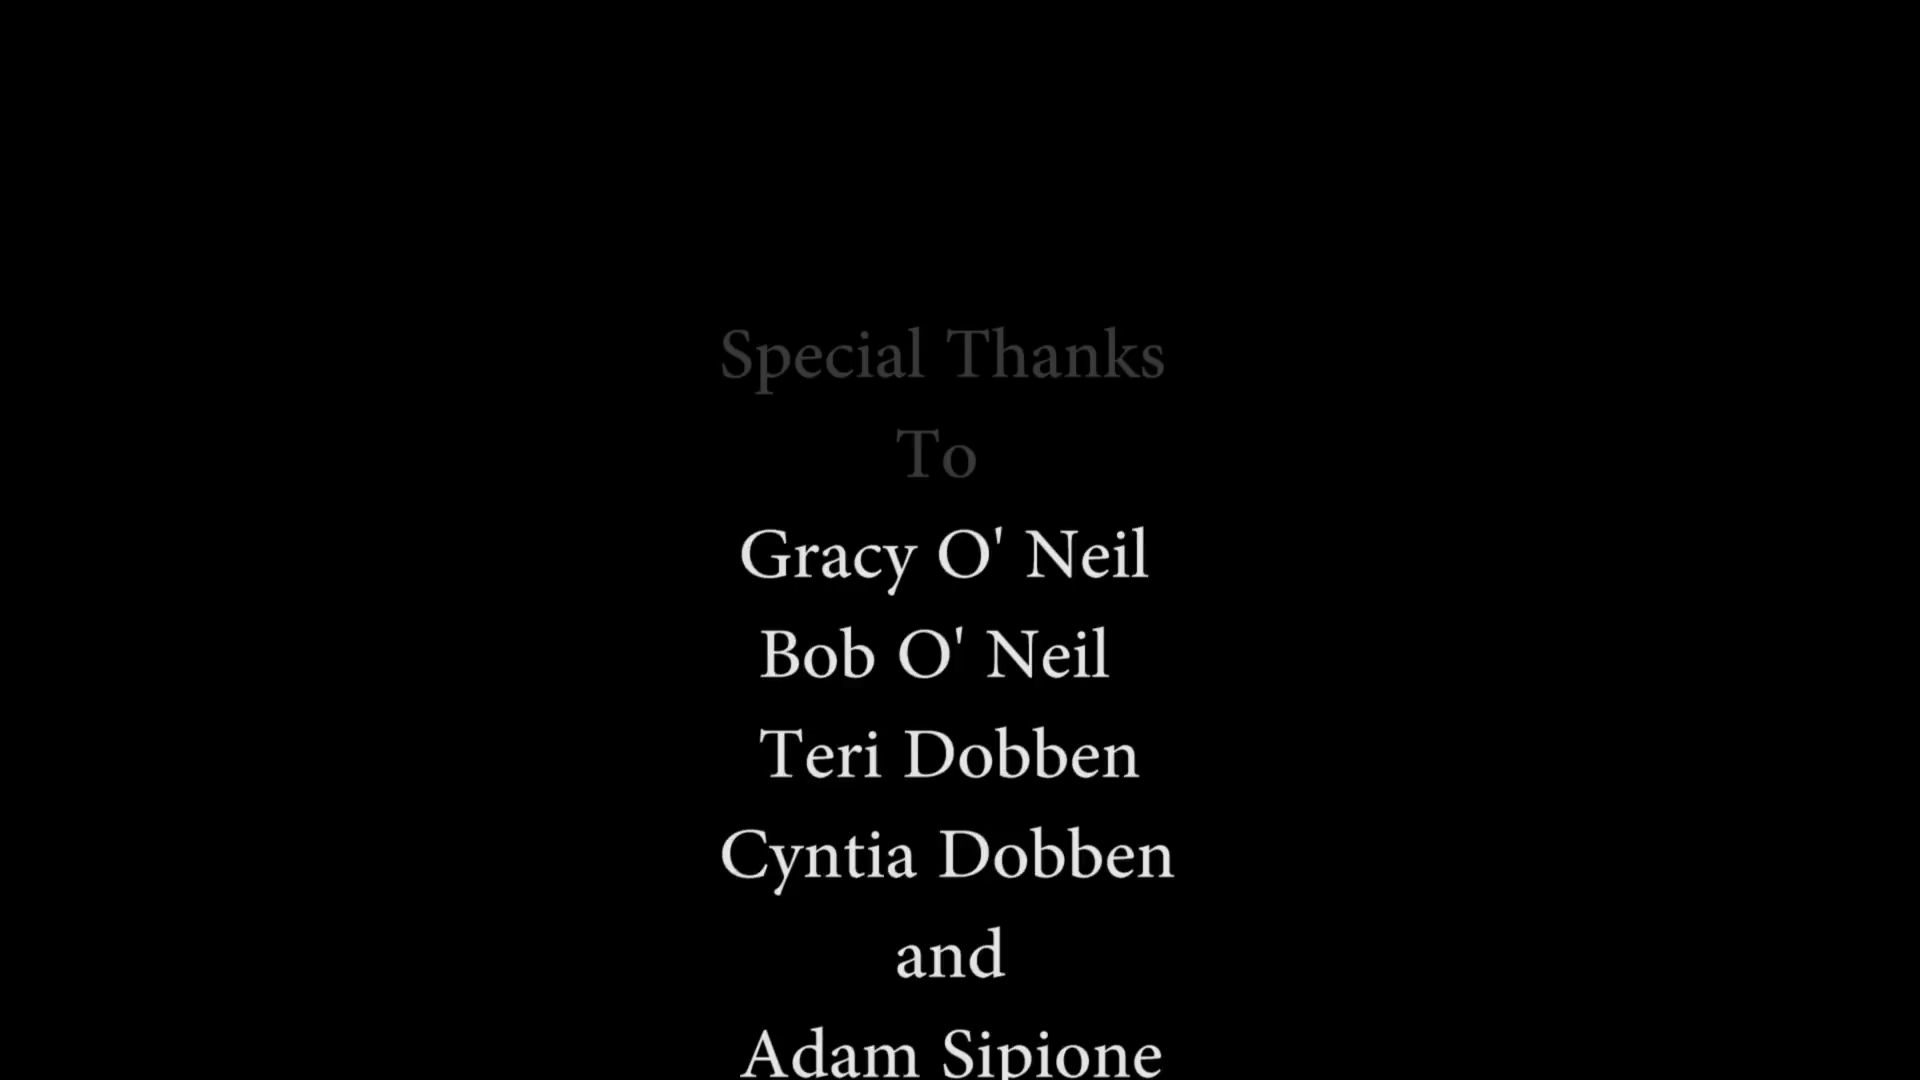 Special Thanks
To
Gracy O' Neil
Bob O' Neil
Teri Dobben
Cyntia Dobben
and
Adam Sipione